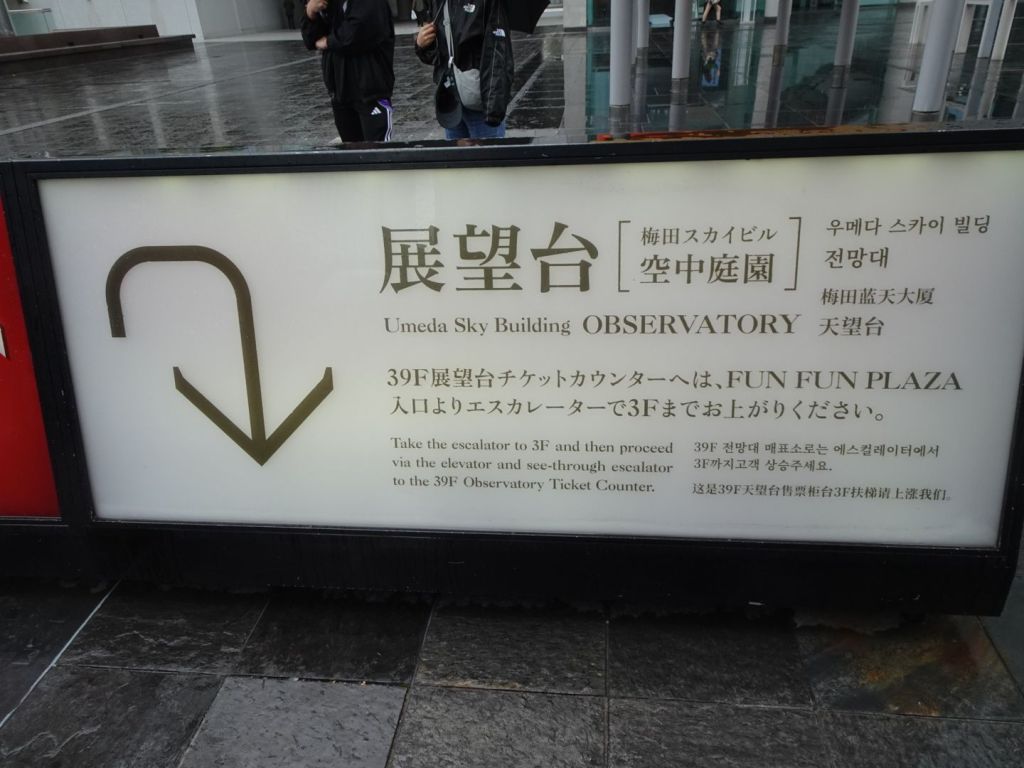 展望台 [梅田スカイビル
空中庭園]
Umeda Sky Building OBSERVATORY
우메다 스카이 빌딩
전망대
梅田蓝天大厦
天望台
39F展望台チケットカウンターへは、FUN FUN PLAZA
入口よりエスカレーターで3Fまでお上がりください。
Take the escalator to 3F and then proceed
via the elevator and see-through escalator
to the 39F Observatory Ticket Counter.
39F 전망대 매표소로는 에스컬레이터에서
3F까지고객 상승주세요.
这是39F天望台售票柜台3F扶梯请上涨我们。